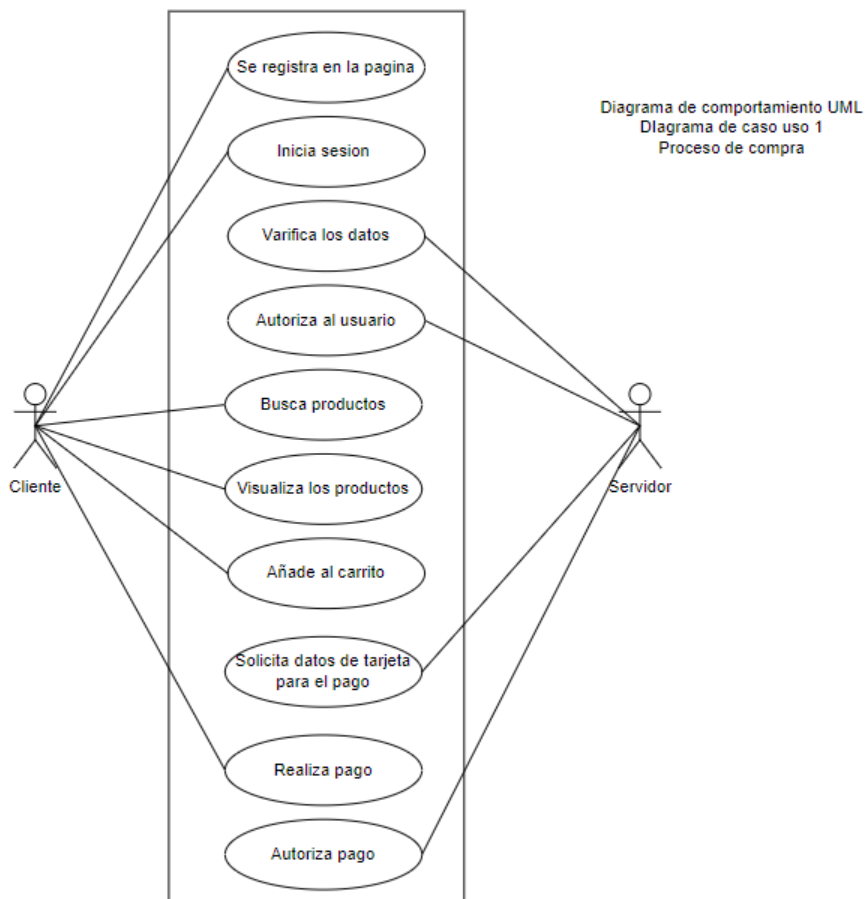 Se registra en la pagina
Diagrama de comportamiento UML
DIagrama de caso uso 1
Proceso de compra
Inicia sesion
Varifica los datos
Autoriza al usuario
Busca productos
Cliente
Visualiza los productos
Servidor
Añade al carrito
Solicita datos de tarjeta
para el pago
Realiza pago
Autoriza pago